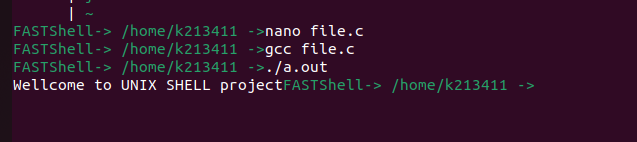 | ~
FASTShell-> /home/k213411 ->nano file.c
FASTShell-> /home/k213411 ->gcc file.c
FASTShell-> /home/k213411 ->./a.out
Wellcome to UNIX SHELL projectFASTShell-> /home/k213411 ->